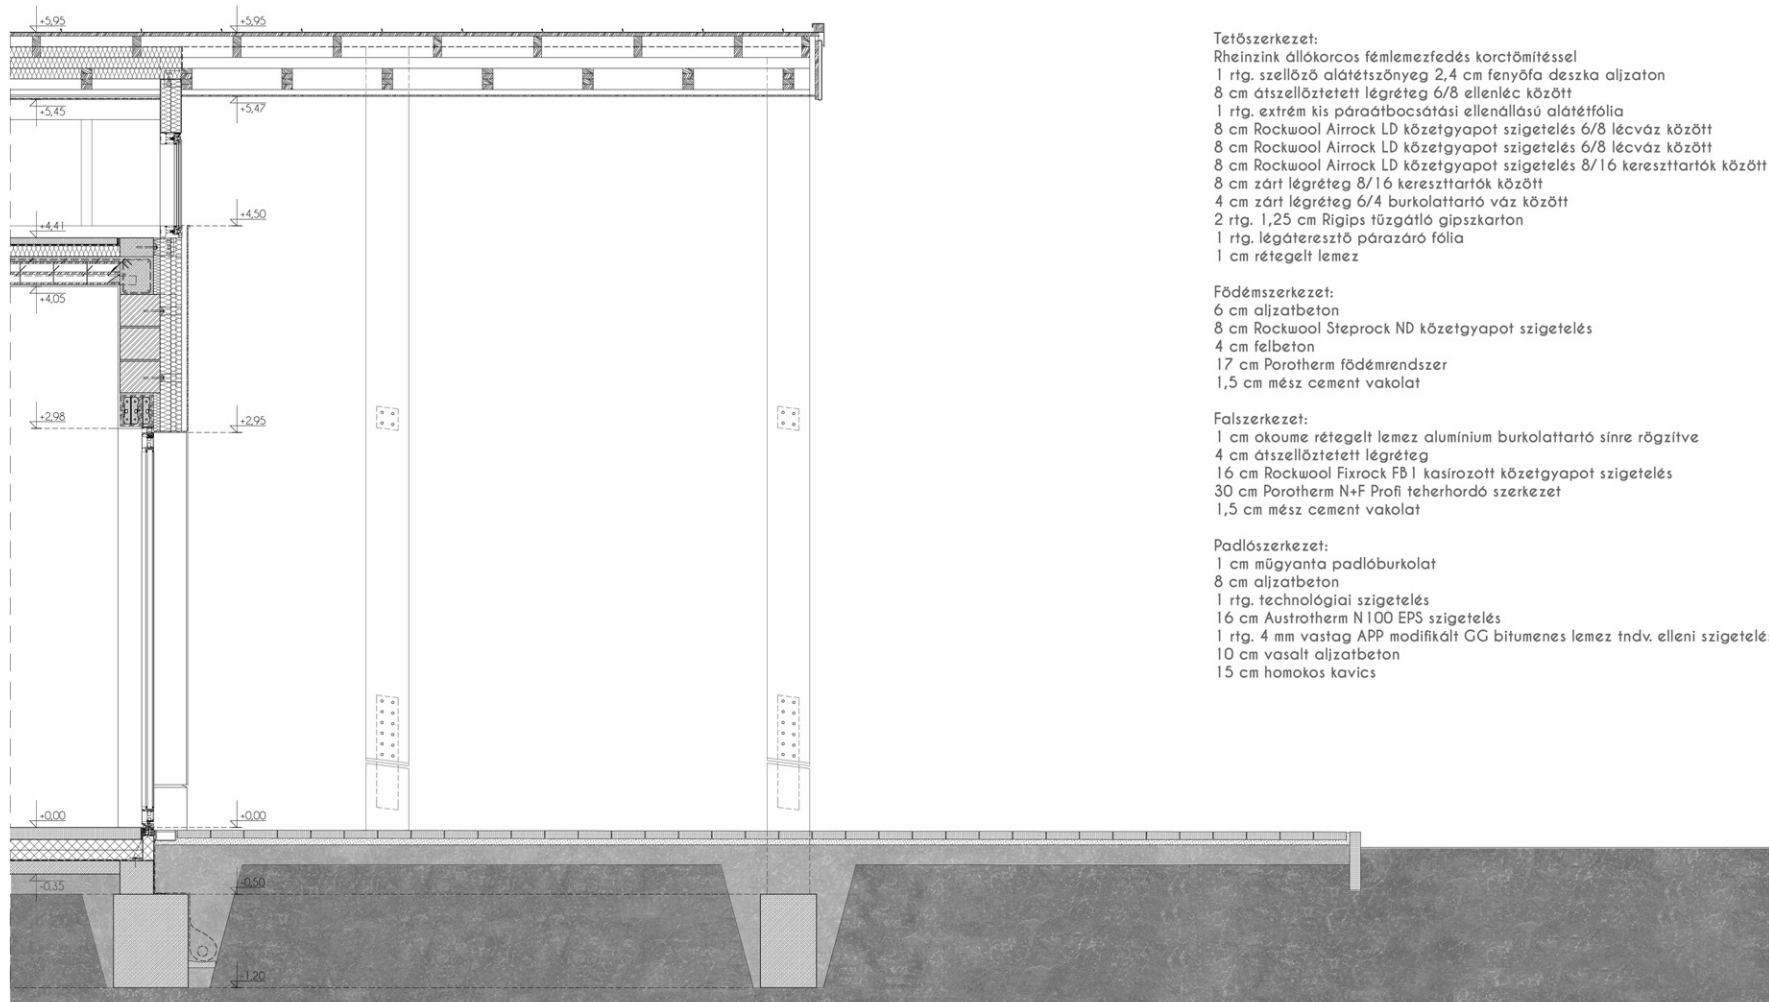 +5,95
+5,95
+5,45
+5,47
+4,50
+4,41
+4,05
+2,98
+2,95
+0,00
+0,00
-0,35
-0,50
-1,20
Tetőszerkezet:
Rheinzink állókorcos fémlemezfedés korctömítéssel
1 rtg. szellőző alátétszőnyeg 2,4 cm fenyőfa deszka aljzaton
8 cm átszellőztetett légréteg 6/8 ellenléc között
1 rtg. extrém kis páraátbocsátási ellenállású alátétfólia
8 cm Rockwool Airrock LD kőzetgyapot szigetelés 6/8 lécváz között
8 cm Rockwool Airrock LD kőzetgyapot szigetelés 6/8 lécváz között
8 cm Rockwool Airrock LD kőzetgyapot szigetelés 8/16 kereszttartók között
8 cm zárt légréteg 8/16 kereszttartók között
4 cm zárt légréteg 6/4 burkolattartó váz között
2 rtg. 1,25 cm Rigips tűzgátló gipszkarton
1 rtg. légáteresztő párazáró fólia
1 cm rétegelt lemez
Födémszerkezet:
6 cm aljzatbeton
8 cm Rockwool Steprock ND kőzetgyapot szigetelés
4 cm felbeton
17 cm Porotherm födémrendszer
1,5 cm mész cement vakolat
Falszerkezet:
1 cm okoume rétegelt lemez alumínium burkolattartó sínre rögzítve
4 cm átszellőztetett légréteg
16 cm Rockwool Fixrock FB1 kasírozott kőzetgyapot szigetelés
30 cm Porotherm N+F Profi teherhordó szerkezet
1,5 cm mész cement vakolat
Padlószerkezet:
1 cm műgyanta padlóburkolat
8 cm aljzatbeton
1 rtg. technológiai szigetelés
16 cm Austrotherm N100 EPS szigetelés
1 rtg. 4 mm vastag APP modifikált GG bitumenes lemez tndv. elleni szigetelés
10 cm vasalt aljzatbeton
15 cm homokos kavics